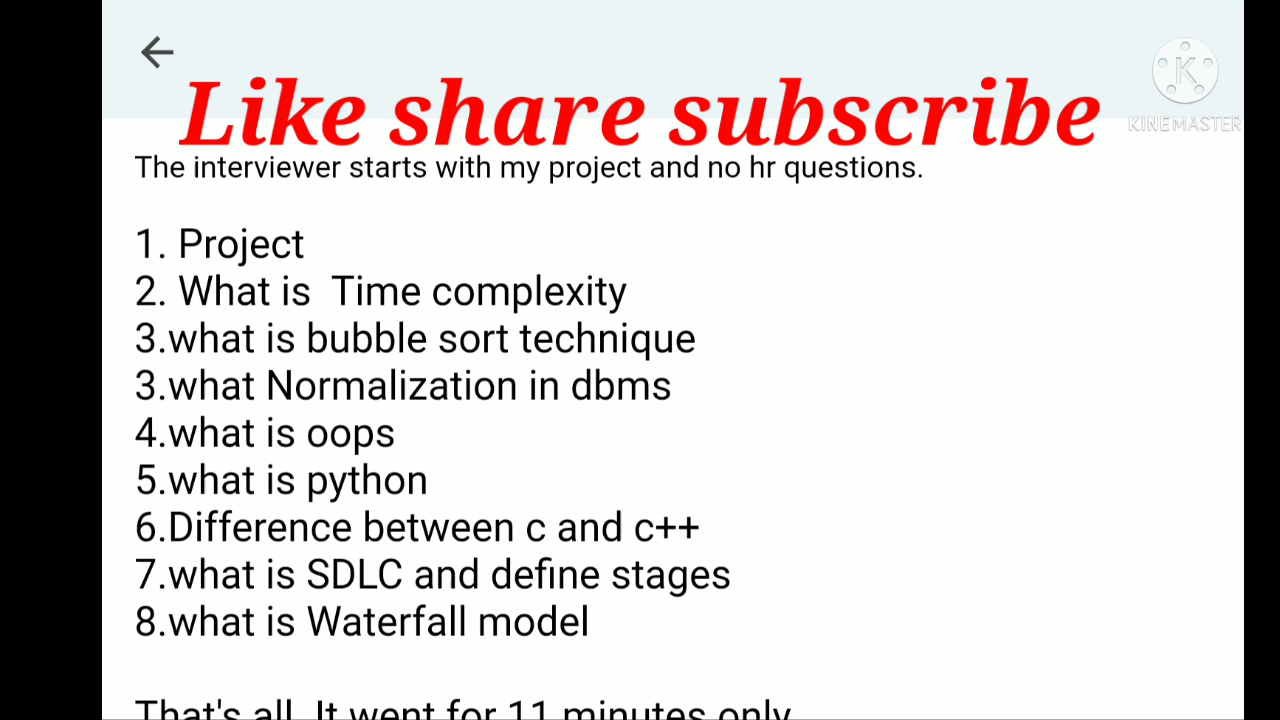 Like share subscribe
KINEMASTER
The interviewer starts with my project and no hr questions.
1. Project
2. What is  Time complexity
3.what is bubble sort technique
3.what Normalization in dbms
4.what is oops
5.what is python
6.Difference between c and c++
7.what is SDLC and define stages
8.what is Waterfall model
That's all. It went for 11 minutes only